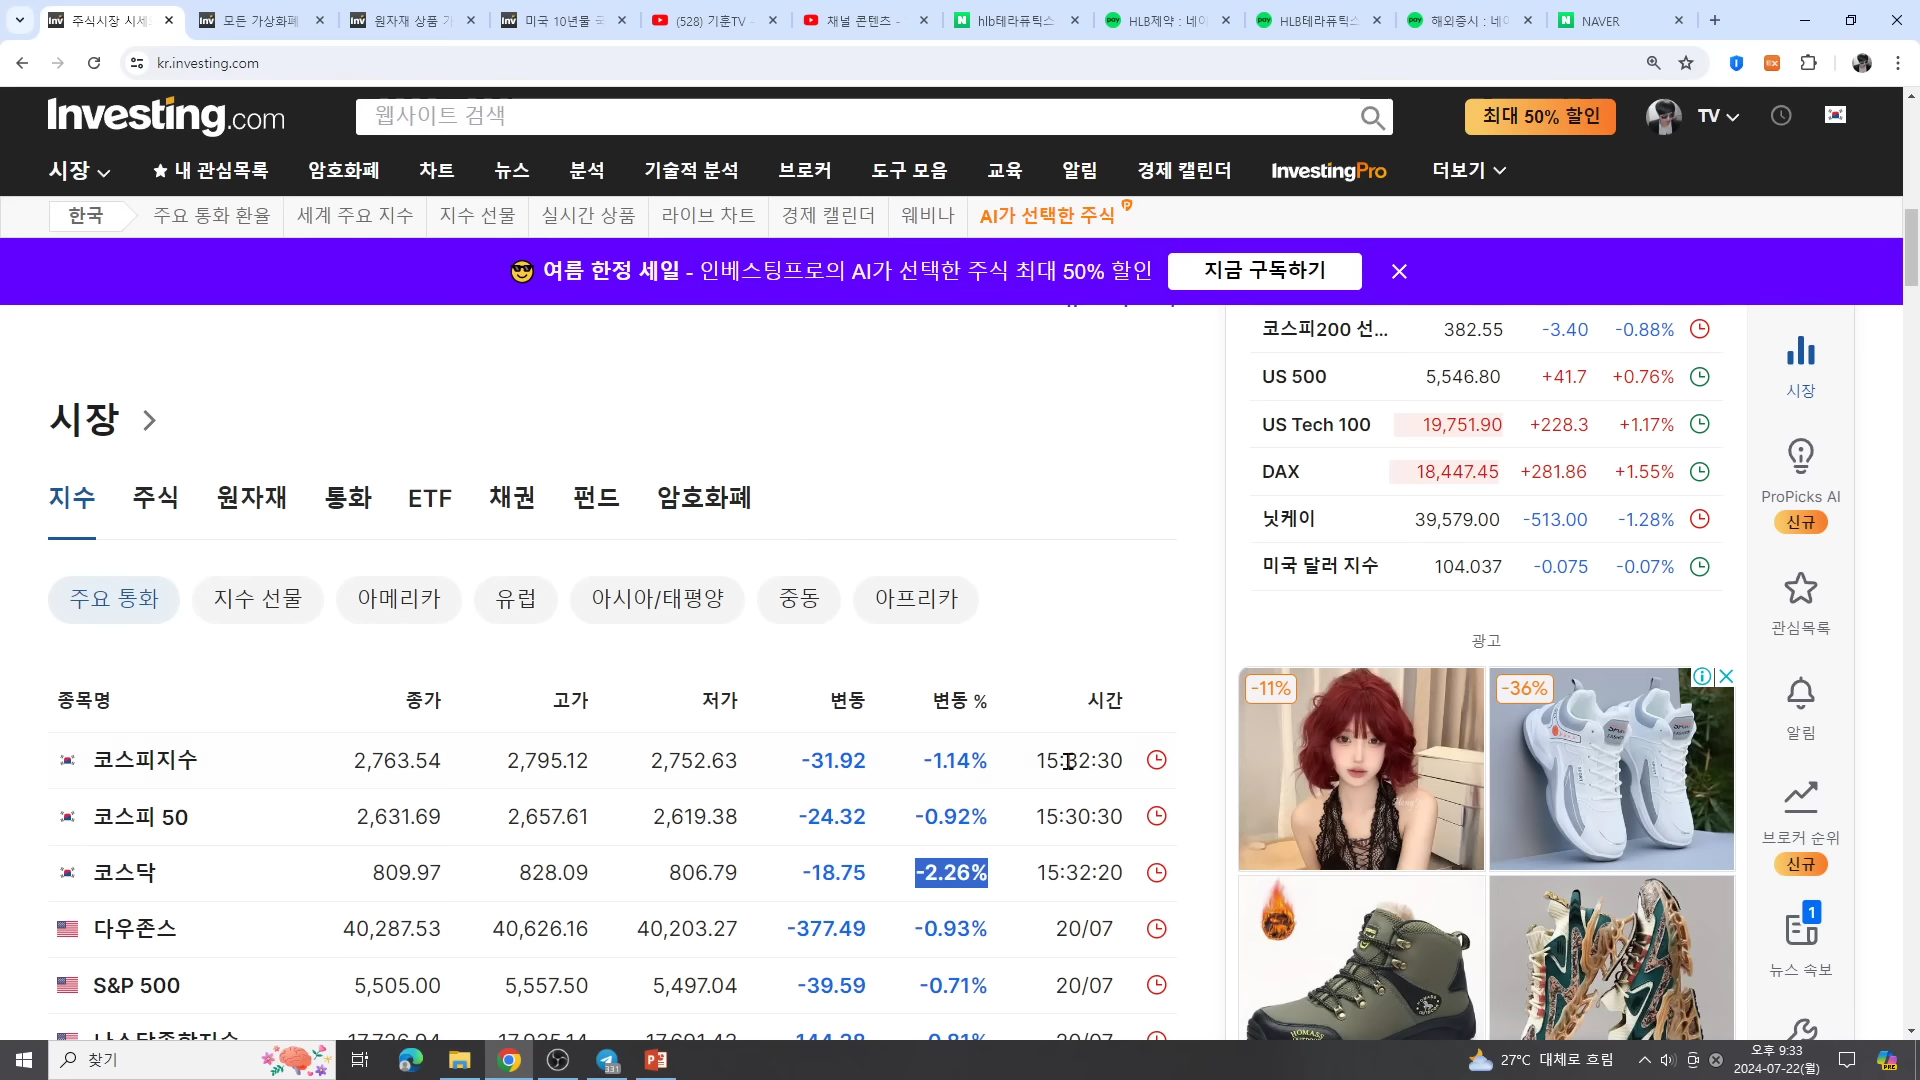 주식시장 시세
모든 가상화폐
원자재 상품 가
미국 10년물 국
(528) 기훈TV -
채널 콘텐츠 -
hlb테라퓨틱스
HLB제약 : 네이
HLB테라퓨틱스
해외증시 : 네이
NAVER
kr.investing.com
Investing.com
웹사이트 검색
최대 50% 할인
TV
시장
내 관심목록
암호화폐
차트
뉴스
분석
기술적 분석
브로커
도구 모음
교육
알림
경제 캘린더
InvestingPro
더보기
한국
주요 통화 환율
세계 주요 지수
지수 선물
실시간 상품
라이브 차트
경제 캘린더
웨비나
AI가 선택한 주식
여름 한정 세일 - 인베스팅프로의 AI가 선택한 주식 최대 50% 할인
지금 구독하기
시장
지수 주식 원자재 통화 ETF 채권 펀드 암호화폐
주요 통화 지수 선물 아메리카 유럽 아시아/태평양 중동 아프리카
종목명 종가 고가 저가 변동 변동 % 시간
코스피지수 2,763.54 2,795.12 2,752.63 -31.92 -1.14% 15:32:30
코스피 50 2,631.69 2,657.61 2,619.38 -24.32 -0.92% 15:30:30
코스닥 809.97 828.09 806.79 -18.75 -2.26% 15:32:20
다우존스 40,287.53 40,626.16 40,203.27 -377.49 -0.93% 20/07
S&P 500 5,505.00 5,557.50 5,497.04 -39.59 -0.71% 20/07
코스피200 선... 382.55 -3.40 -0.88%
US 500 5,546.80 +41.7 +0.76%
US Tech 100 19,751.90 +228.3 +1.17%
DAX 18,447.45 +281.86 +1.55%
닛케이 39,579.00 -513.00 -1.28%
미국 달러 지수 104.037 -0.075 -0.07%
광고
-11%
-36%
HOMASS
시장
ProPicks AI
신규
관심목록
알림
브로커 순위
신규
1
뉴스 속보
찾기
331
27°C 대체로 흐림
오후 9:33
2024-07-22(월)